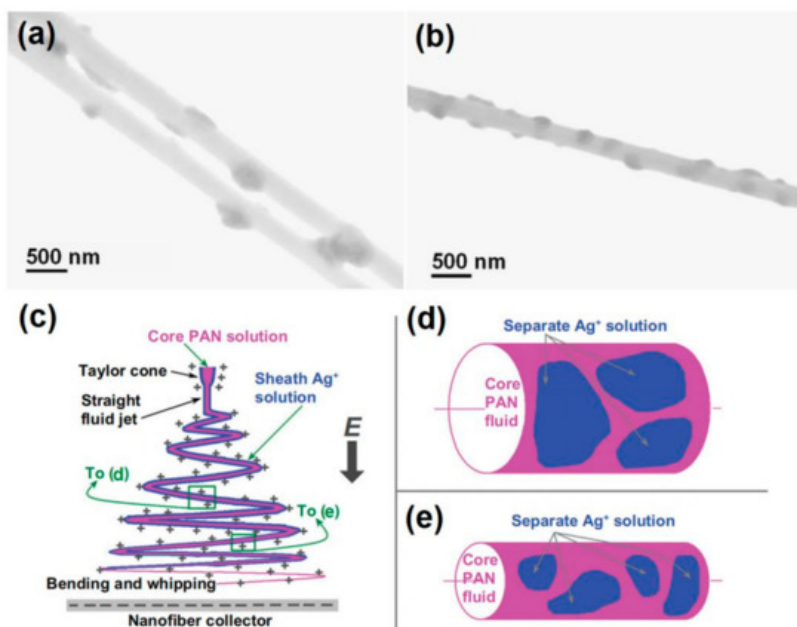 (a)
500 nm
(b)
500 nm
(c)
Core PAN solution
Taylor cone
Straight
fluid jet
Sheath Ag⁺
solution
E
To (d)
To (e)
Bending and whipping
Nanofiber collector
(d)
Separate Ag⁺ solution
Core
PAN
fluid
(e)
Separate Ag⁺ solution
Core
PAN
fluid